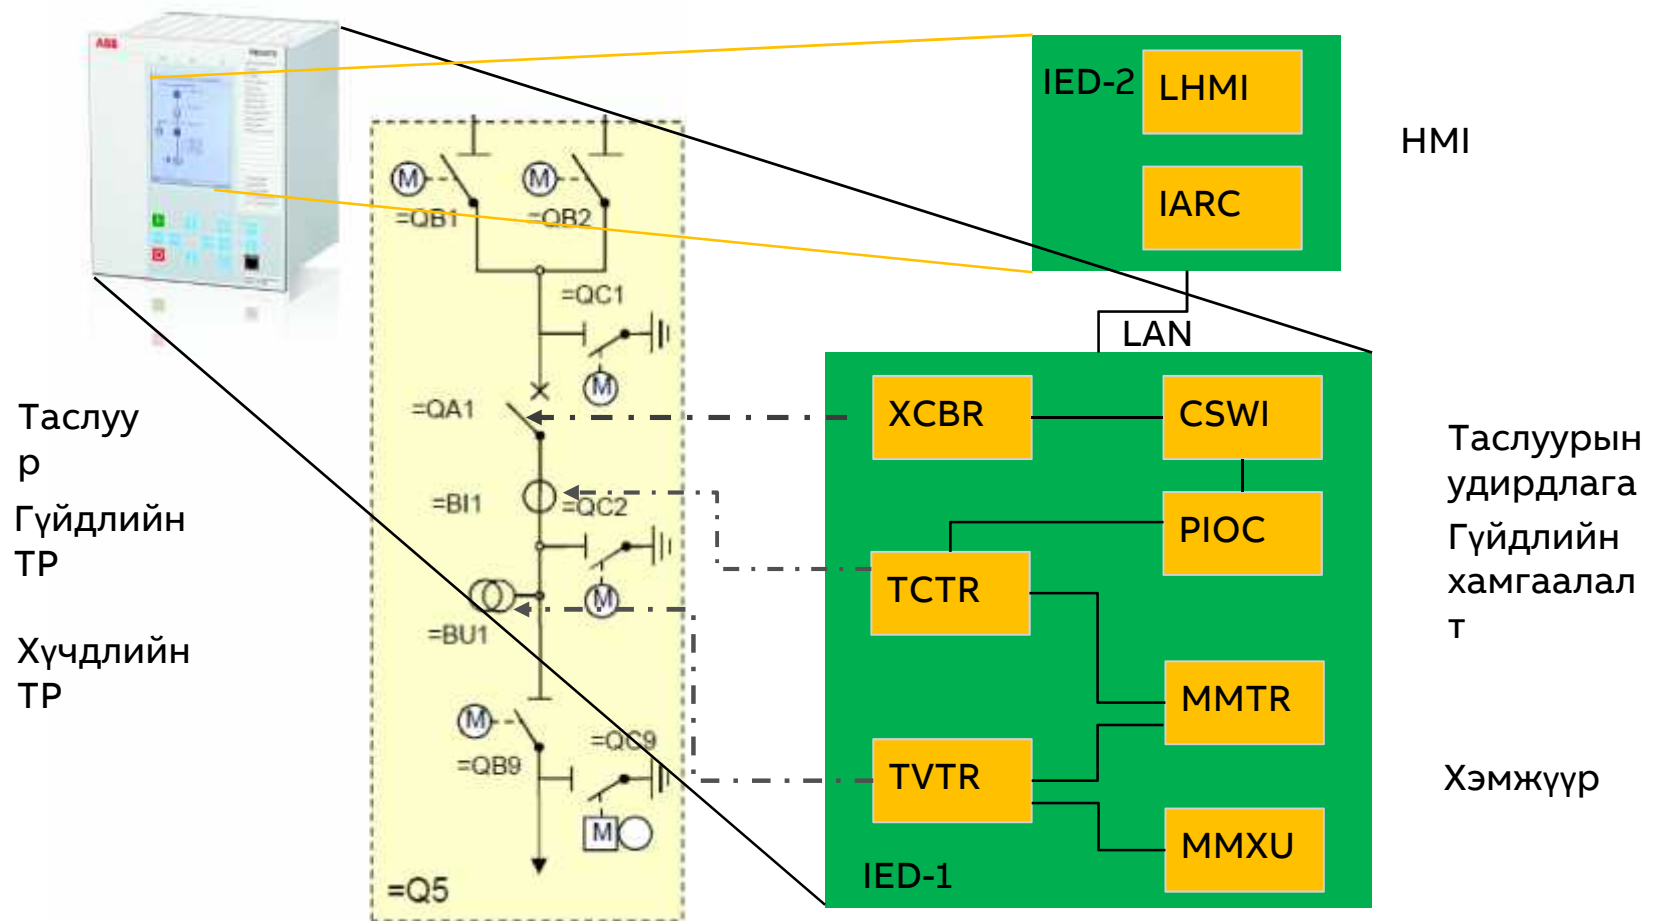 ABB
IED-2
LHMI
IARC
HMI
LAN
M
M
=QB1
=QB2
=QC1
M
=QA1
=BI1
=QC2
M
=BU1
M
=QC9
=QB9
M
=Q5
Таслуу
р
Гүйдлийн
ТР
Хүчдлийн
ТР
XCBR
CSWI
PIOC
TCTR
MMTR
TVTR
MMXU
IED-1
Таслуурын
удирдлага
Гүйдлийн
хамгаалал
т
Хэмжүүр